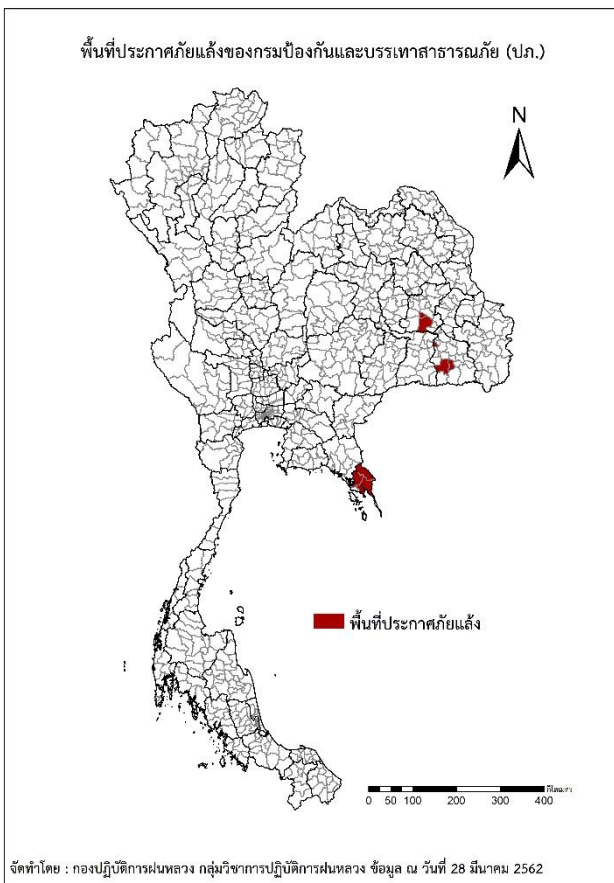 พื้นที่ประกาศภัยแล้งของกรมป้องกันและบรรเทาสาธารณภัย (ปภ.)
N
พื้นที่ประกาศภัยแล้ง
0 50 100 200 300 400
จัดทำโดย : กองปฏิบัติการฝนหลวง กลุ่มวิชาการปฏิบัติการฝนหลวง ข้อมูล ณ วันที่ 28 มีนาคม 2562